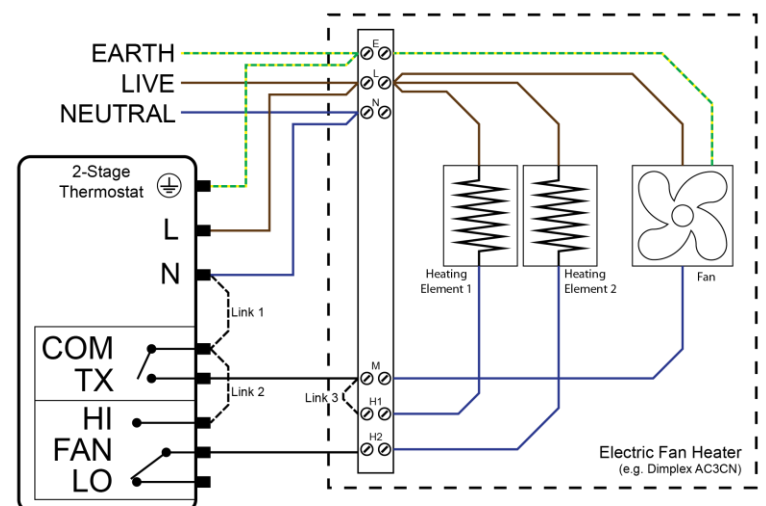 EARTH
LIVE
NEUTRAL
2-Stage
Thermostat
L
N
COM
TX
HI
FAN
LO
Link 1
Link 2
Link 3
E
L
N
M
H1
H2
Heating
Element 1
Heating
Element 2
Fan
Electric Fan Heater
(e.g. Dimplex AC3CN)